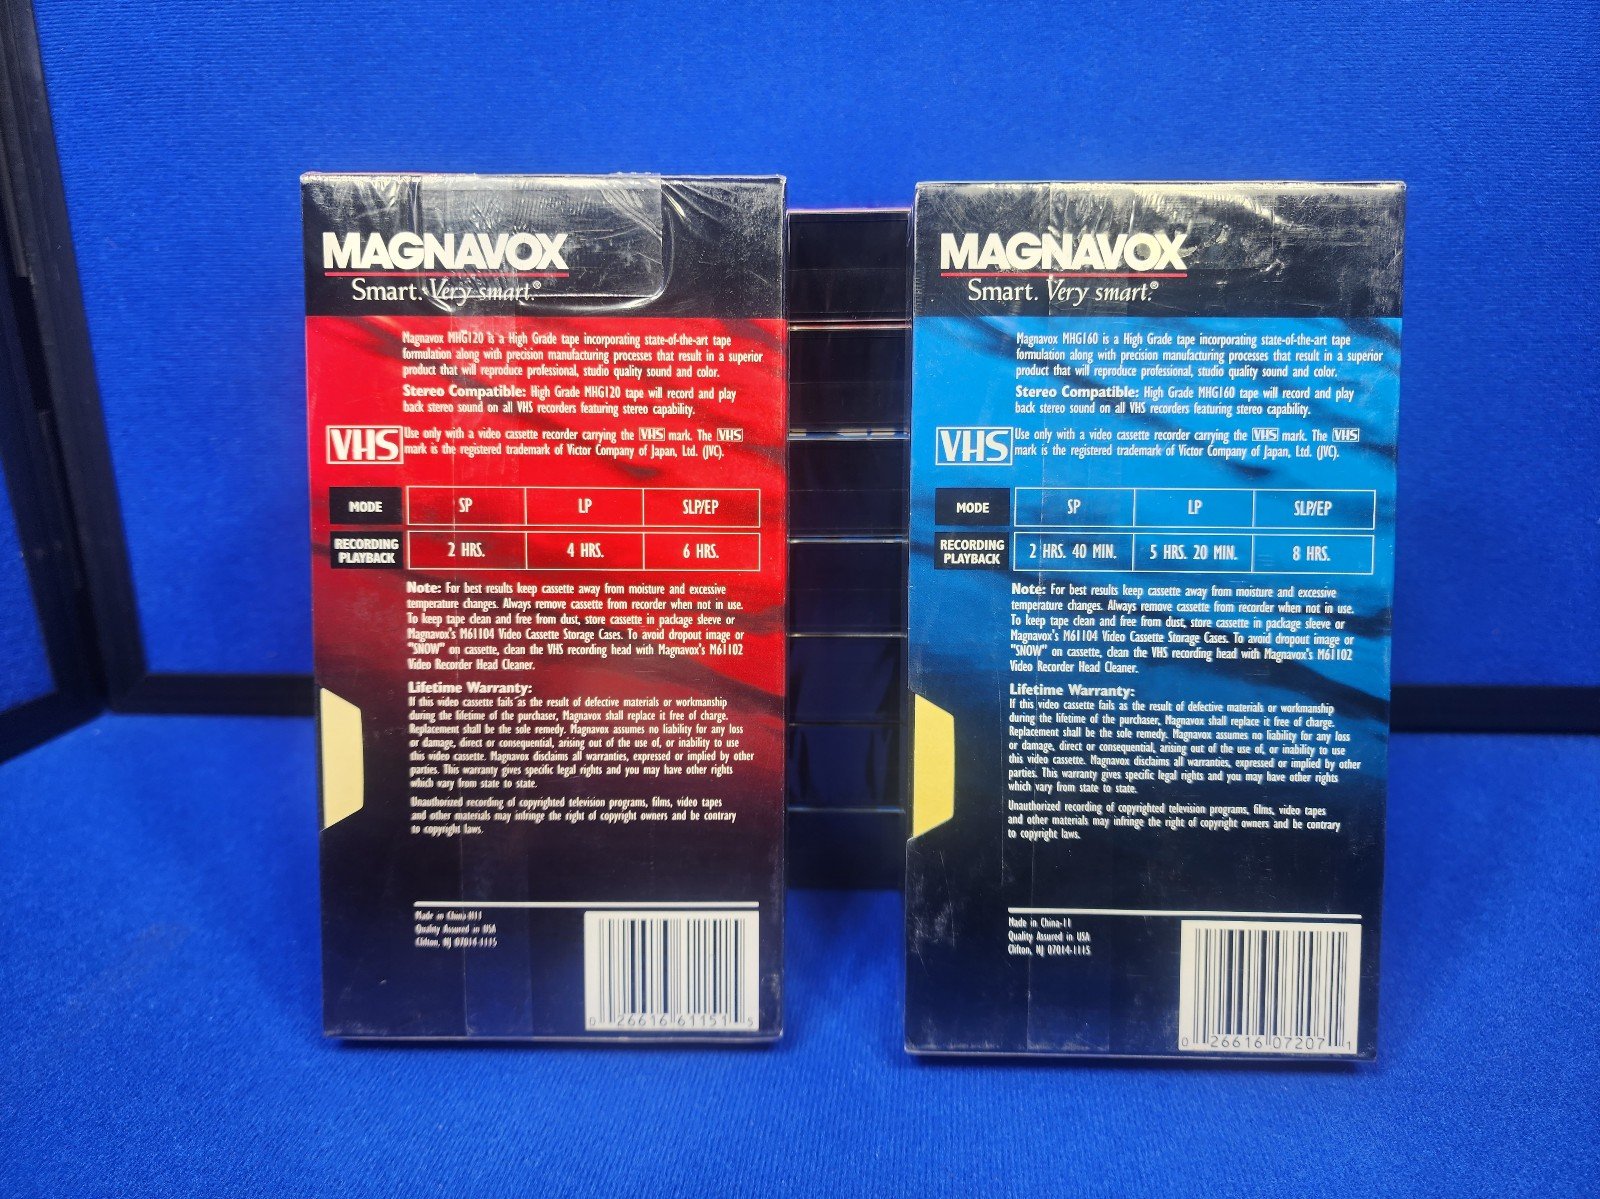 MAGNAVOX
Smart. Very smart.®
Magnavox MHG120 is a High Grade tape incorporating state-of-the-art tape
formulation along with precision manufacturing processes that result in a superior
product that will reproduce professional, studio quality sound and color.
Stereo Compatible: High Grade MHG120 tape will record and play
back stereo sound on all VHS recorders featuring stereo capability.
VHS
Use only with a video cassette recorder carrying the VHS mark. The VHS
mark is the registered trademark of Victor Company of Japan, Ltd. (JVC).
MODE SP LP SLP/EP
RECORDING
PLAYBACK 2 HRS. 4 HRS. 6 HRS.
Note: For best results keep cassette away from moisture and excessive
temperature changes. Always remove cassette from recorder when not in use.
To keep tape clean and free from dust, store cassette in package sleeve or
Magnavox's M61104 Video Cassette Storage Cases. To avoid dropout image or
"SNOW" on cassette, clean the VHS recording head with Magnavox's M61102
Video Recorder Head Cleaner.
Lifetime Warranty:
If this video cassette fails as the result of defective materials or workmanship
during the lifetime of the purchaser, Magnavox shall replace it free of charge.
Replacement shall be the sole remedy. Magnavox assumes no liability for any loss
or damage, direct or consequential, arising out of the use of, or inability to use
this video cassette. Magnavox disclaims all warranties, expressed or implied by other
parties. This warranty gives specific legal rights and you may have other rights
which vary from state to state.
Unauthorized recording of copyrighted television programs, films, video tapes
and other materials may infringe the right of copyright owners and be contrary
to copyright laws.
Made in China-H11
Quality Assured in USA
Clifton, NJ 07014-1115
0 26616 61151 5
MAGNAVOX
Smart. Very smart.®
Magnavox MHG160 is a High Grade tape incorporating state-of-the-art tape
formulation along with precision manufacturing processes that result in a superior
product that will reproduce professional, studio quality sound and color.
Stereo Compatible: High Grade MHG160 tape will record and play
back stereo sound on all VHS recorders featuring stereo capability.
VHS
Use only with a video cassette recorder carrying the VHS mark. The VHS
mark is the registered trademark of Victor Company of Japan, Ltd. (JVC).
MODE SP LP SLP/EP
RECORDING
PLAYBACK 2 HRS. 40 MIN. 5 HRS. 20 MIN. 8 HRS.
Note: For best results keep cassette away from moisture and excessive
temperature changes. Always remove cassette from recorder when not in use.
To keep tape clean and free from dust, store cassette in package sleeve or
Magnavox's M61104 Video Cassette Storage Cases. To avoid dropout image or
"SNOW" on cassette, clean the VHS recording head with Magnavox's M61102
Video Recorder Head Cleaner.
Lifetime Warranty:
If this video cassette fails as the result of defective materials or workmanship
during the lifetime of the purchaser, Magnavox shall replace it free of charge.
Replacement shall be the sole remedy. Magnavox assumes no liability for any loss
or damage, direct or consequential, arising out of the use of, or inability to use
this video cassette. Magnavox disclaims all warranties, expressed or implied by other
parties. This warranty gives specific legal rights and you may have other rights
which vary from state to state.
Unauthorized recording of copyrighted television programs, films, video tapes
and other materials may infringe the right of copyright owners and be contrary
to copyright laws.
Made in China-11
Quality Assured in USA
Clifton, NJ 07014-1115
0 26616 07207 1